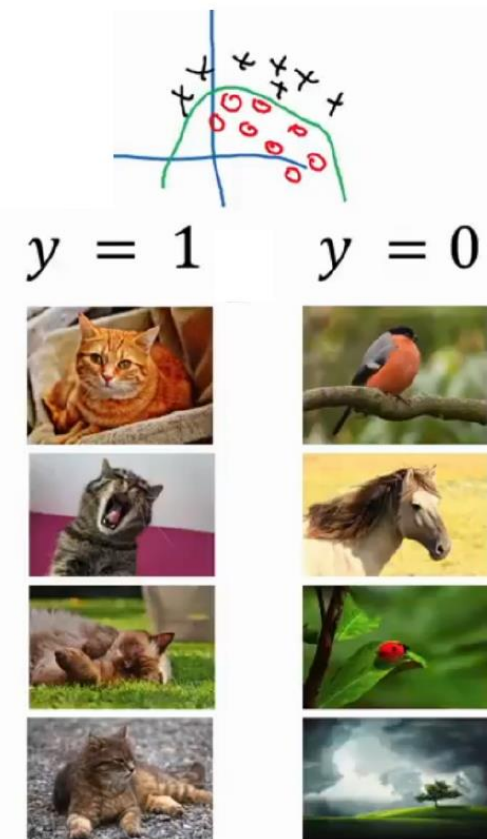 y = 1
y = 0